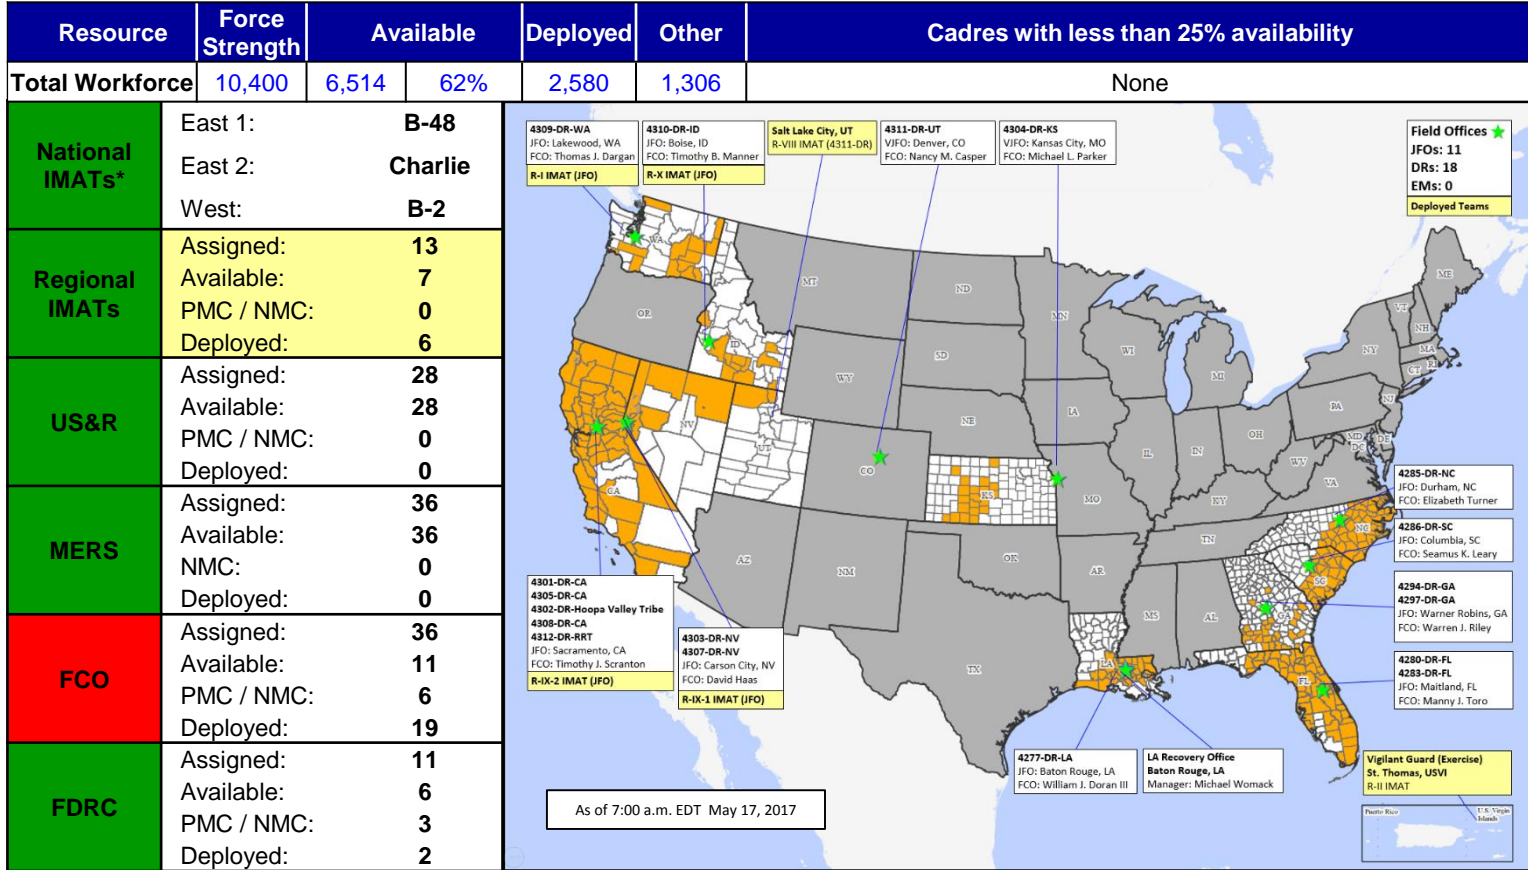 Resource Force Strength Available Deployed Other Cadres with less than 25% availability
Total Workforce 10,400 6,514 62% 2,580 1,306 None
National IMATs*
East 1: B-48
East 2: Charlie
West: B-2
Regional IMATs
Assigned: 13
Available: 7
PMC / NMC: 0
Deployed: 6
US&R
Assigned: 28
Available: 28
PMC / NMC: 0
Deployed: 0
MERS
Assigned: 36
Available: 36
NMC: 0
Deployed: 0
FCO
Assigned: 36
Available: 11
PMC / NMC: 6
Deployed: 19
FDRC
Assigned: 11
Available: 6
PMC / NMC: 3
Deployed: 2
4309-DR-WA
JFO: Lakewood, WA
FCO: Thomas J. Dargan
R-I IMAT (JFO)
4310-DR-ID
JFO: Boise, ID
FCO: Timothy B. Manner
R-X IMAT (JFO)
Salt Lake City, UT
R-VIII IMAT (4311-DR)
4311-DR-UT
VJFO: Denver, CO
FCO: Nancy M. Casper
4304-DR-KS
VJFO: Kansas City, MO
FCO: Michael L. Parker
Field Offices
JFOs: 11
DRs: 18
EMs: 0
Deployed Teams
WA
MT
ND
MN
ME
OR
ID
SD
WI
MI
VT
NH
NY
MA
CT
RI
WY
IA
NE
PA
NJ
NV
UT
CO
IL
IN
OH
MD
DE
DC
WV
VA
CA
KS
MO
KY
NC
AZ
NM
OK
AR
TN
SC
MS
AL
GA
TX
LA
FL
4285-DR-NC
JFO: Durham, NC
FCO: Elizabeth Turner
4286-DR-SC
JFO: Columbia, SC
FCO: Seamus K. Leary
4294-DR-GA
4297-DR-GA
JFO: Warner Robins, GA
FCO: Warren J. Riley
4280-DR-FL
4283-DR-FL
JFO: Maitland, FL
FCO: Manny J. Toro
4301-DR-CA
4305-DR-CA
4302-DR-Hoopa Valley Tribe
4308-DR-CA
4312-DR-RRT
JFO: Sacramento, CA
FCO: Timothy J. Scranton
R-IX-2 IMAT (JFO)
4303-DR-NV
4307-DR-NV
JFO: Carson City, NV
FCO: David Haas
R-IX-1 IMAT (JFO)
4277-DR-LA
JFO: Baton Rouge, LA
FCO: William J. Doran III
LA Recovery Office
Baton Rouge, LA
Manager: Michael Womack
Vigilant Guard (Exercise)
St. Thomas, USVI
R-II IMAT
Puerto Rico
U.S. Virgin
Islands
As of 7:00 a.m. EDT May 17, 2017